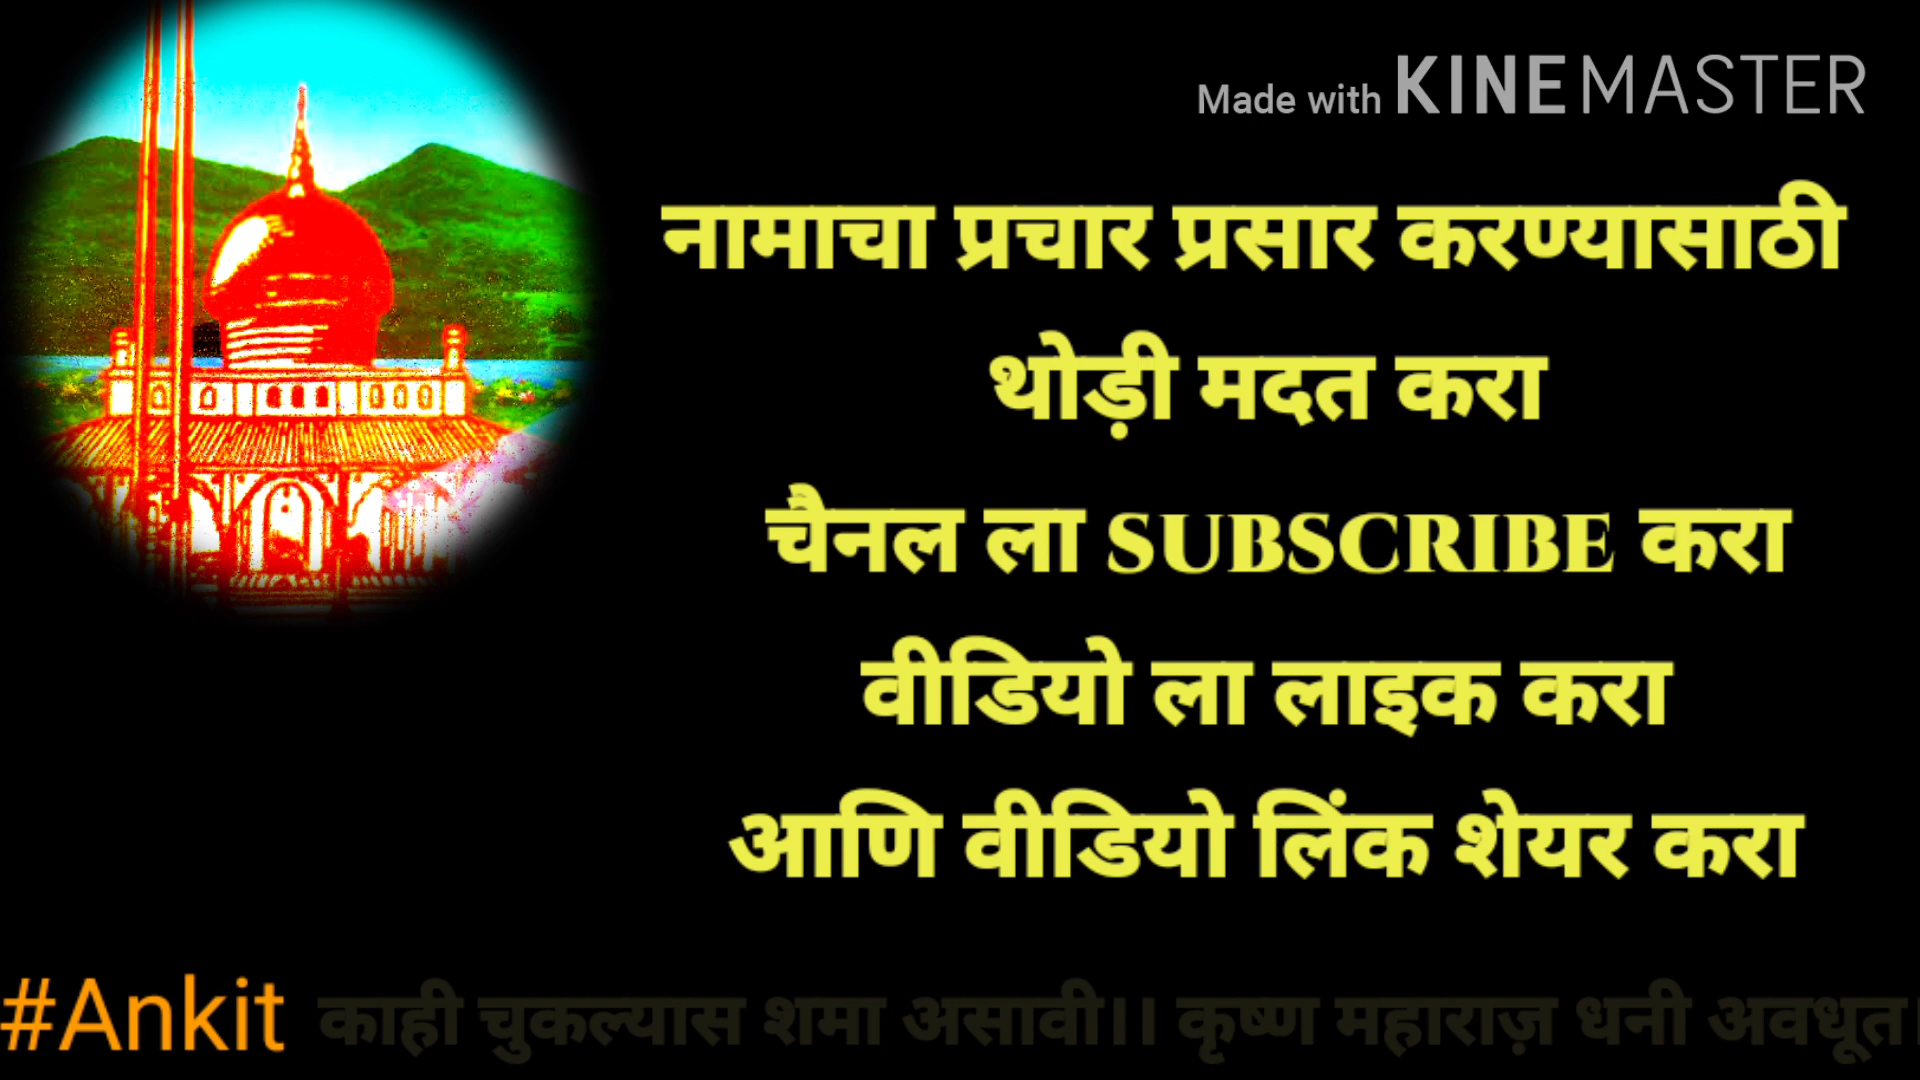 Made with KINEMASTER
नामाचा प्रचार प्रसार करण्यासाठी
थोड़ी मदत करा
चैनल ला SUBSCRIBE करा
वीडियो ला लाइक करा
आणि वीडियो लिंक शेयर करा
#Ankit काही चुकल्यास शमा असावी।। कृष्ण महाराज़ धनी अवधूत।